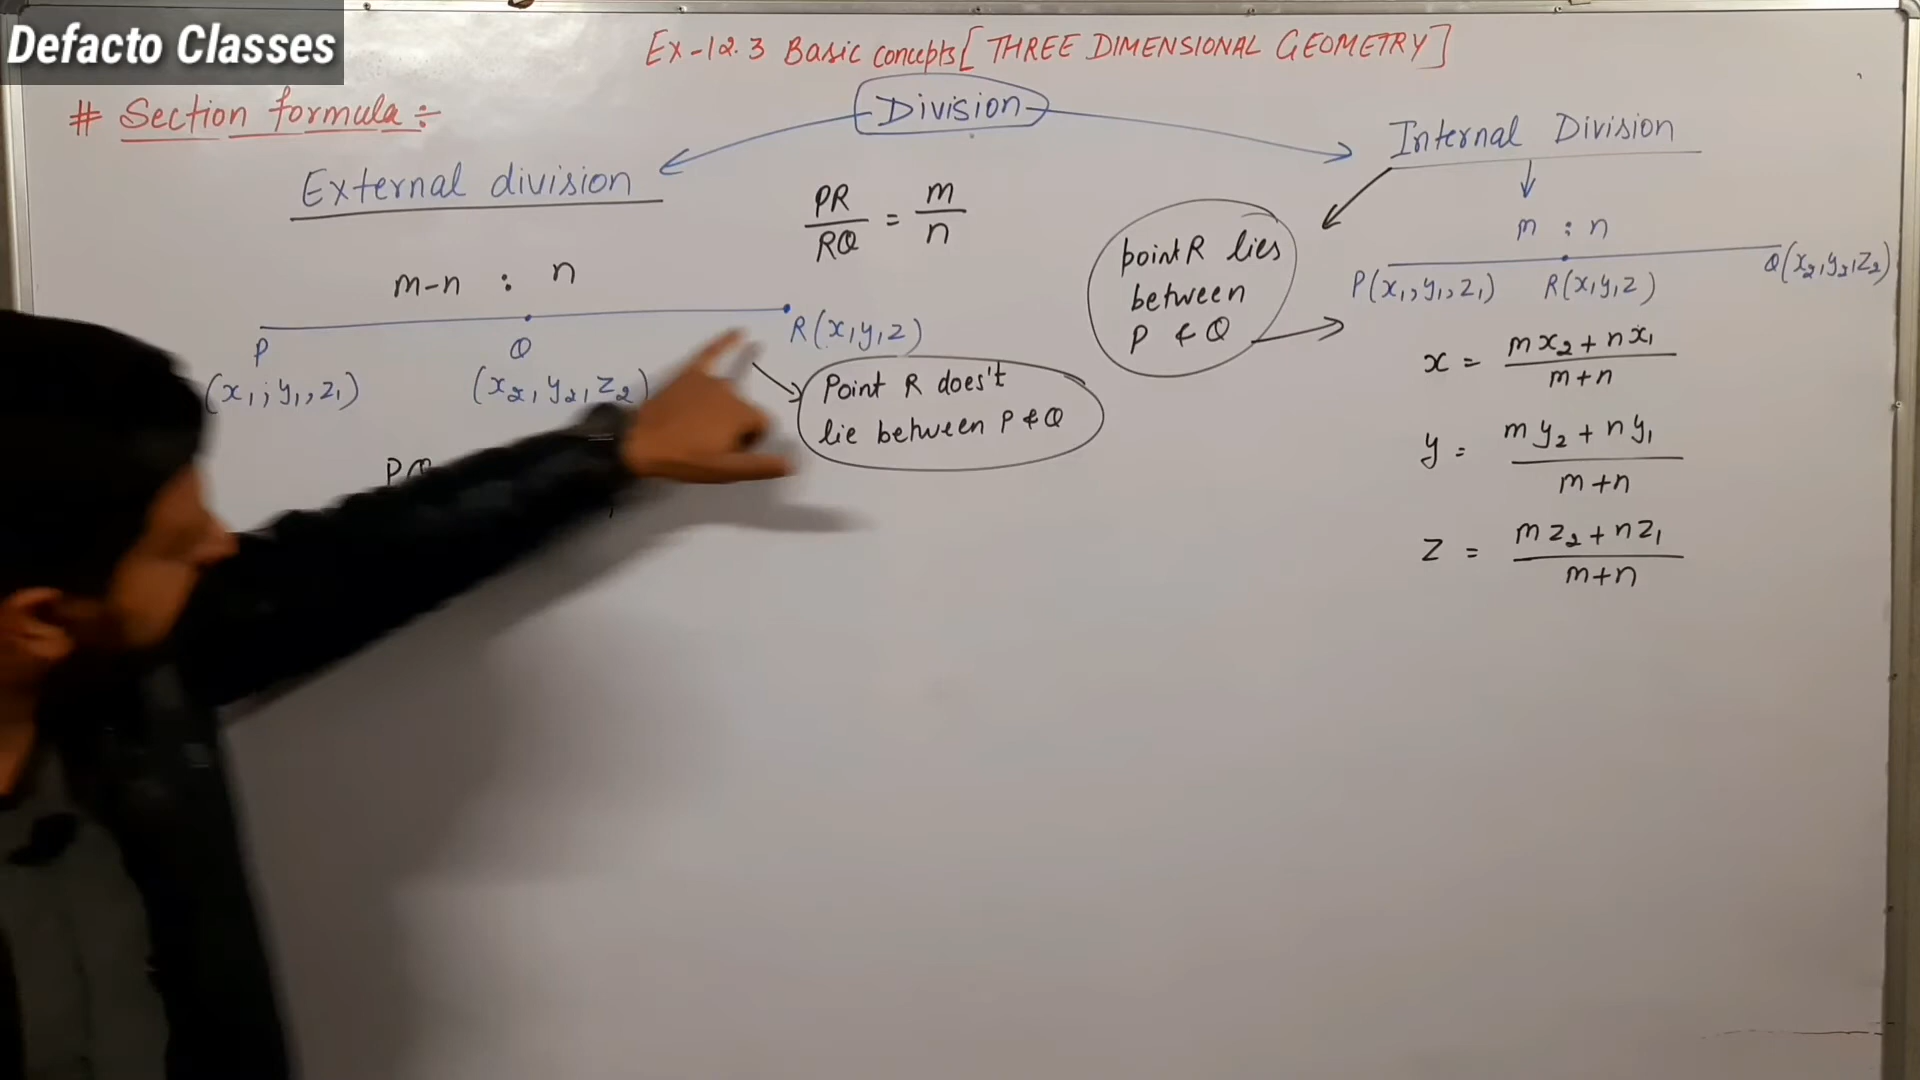 Defacto Classes
Ex-12.3 Basic concepts [THREE DIMENSIONAL GEOMETRY]
# Section formula :-
Division
External division
m-n : n
P
Q
R(x,y,z)
(x₁, y₁, z₁)
(x₂, y₂, z₂)
PQ
PR/RQ = m/n
Point R does't
lie between P & Q
Internal Division
point R lies
between
P & Q
m : n
P(x₁, y₁, z₁) R(x,y,z) Q(x₂,y₂,z₂)
x = mx₂ + nx₁ / m+n
y = my₂ + ny₁ / m+n
z = mz₂ + nz₁ / m+n